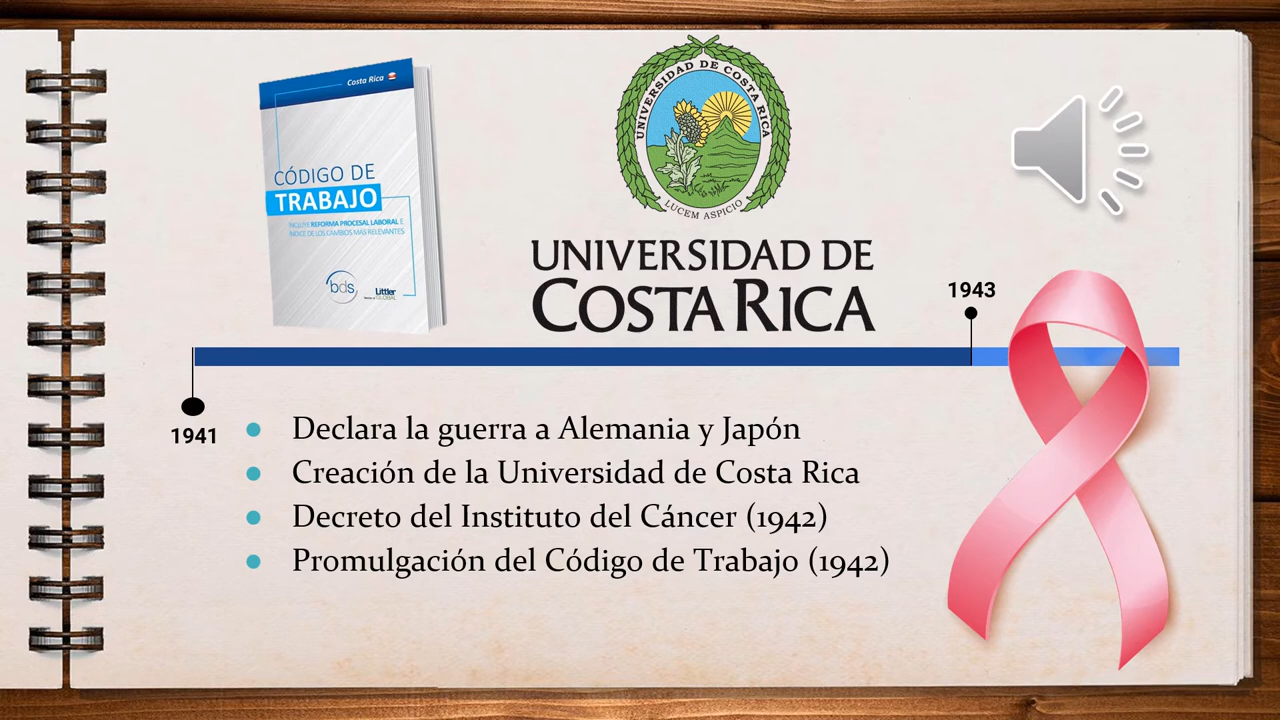 Costa Rica
CÓDIGO DE
TRABAJO
INCLUYE REFORMA PROCESAL LABORAL E
ÍNDICE DE LOS CAMBIOS MÁS RELEVANTES
bds
Littler
GLOBAL
UNIVERSIDAD DE COSTA RICA
LUCEM ASPICIO
UNIVERSIDAD DE
COSTA RICA
1943
1941
• Declara la guerra a Alemania y Japón
• Creación de la Universidad de Costa Rica
• Decreto del Instituto del Cáncer (1942)
• Promulgación del Código de Trabajo (1942)